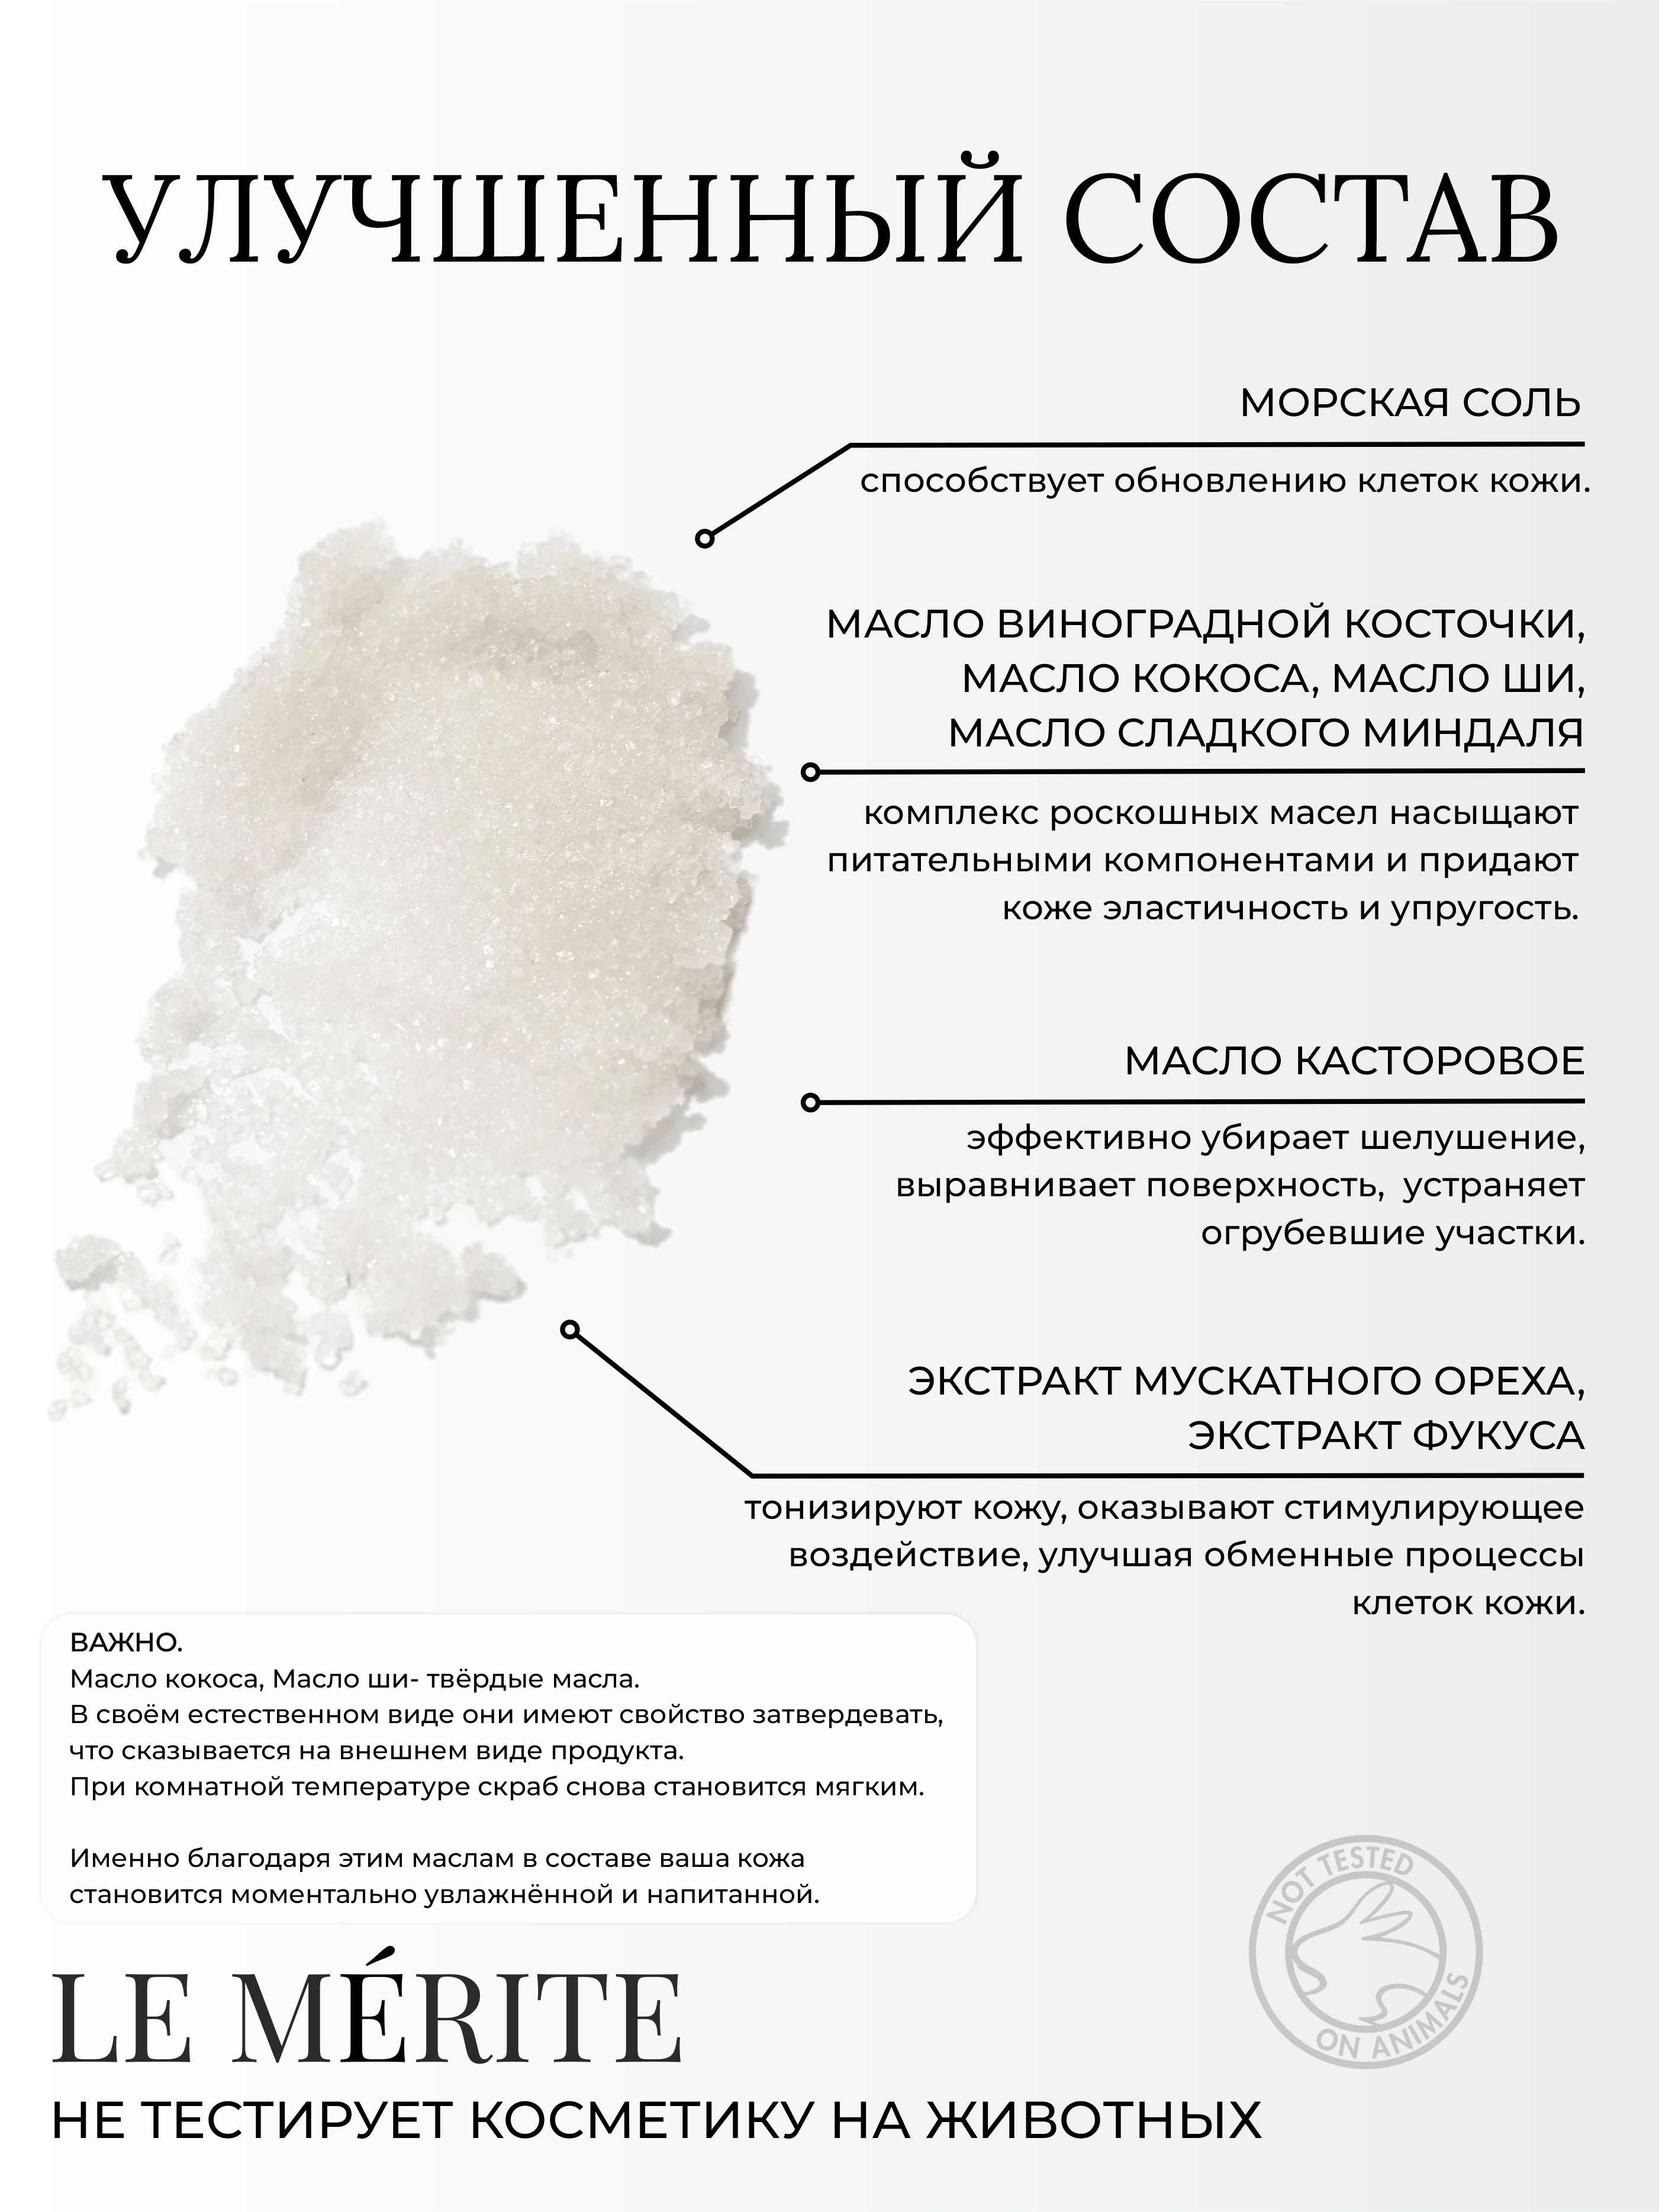 УЛУЧШЕННЫЙ СОСТАВ
МОРСКАЯ СОЛЬ
способствует обновлению клеток кожи.
МАСЛО ВИНОГРАДНОЙ КОСТОЧКИ,
МАСЛО КОКОСА, МАСЛО ШИ,
МАСЛО СЛАДКОГО МИНДАЛЯ
комплекс роскошных масел насыщают
питательными компонентами и придают
коже эластичность и упругость.
МАСЛО КАСТОРОВОЕ
эффективно убирает шелушение,
выравнивает поверхность, устраняет
огрубевшие участки.
ЭКСТРАКТ МУСКАТНОГО ОРЕХА,
ЭКСТРАКТ ФУКУСА
тонизируют кожу, оказывают стимулирующее
воздействие, улучшая обменные процессы
клеток кожи.
ВАЖНО.
Масло кокоса, Масло ши- твёрдые масла.
В своём естественном виде они имеют свойство затвердевать,
что сказывается на внешнем виде продукта.
При комнатной температуре скраб снова становится мягким.
Именно благодаря этим маслам в составе ваша кожа
становится моментально увлажнённой и напитанной.
NOT TESTED
ON ANIMALS
LE MÉRITE
НЕ ТЕСТИРУЕТ КОСМЕТИКУ НА ЖИВОТНЫХ